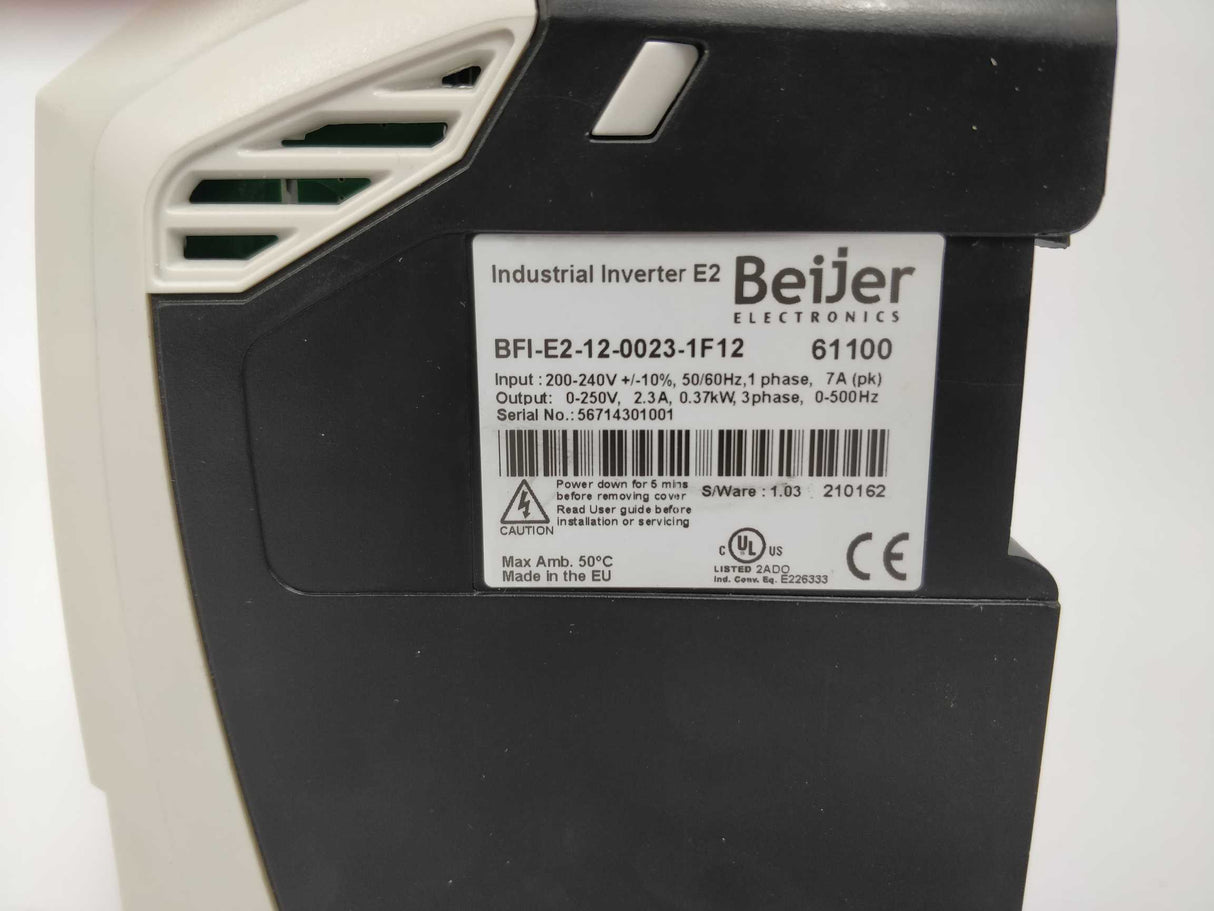 Industrial Inverter E2
Beijer
ELECTRONICS
BFI-E2-12-0023-1F12 61100
Input : 200-240V +/-10%, 50/60Hz,1 phase, 7A (pk)
Output: 0-250V, 2.3A, 0.37kW, 3phase, 0-500Hz
Serial No.: 56714301001
Power down for 5 mins
before removing cover
Read User guide before
installation or servicing
CAUTION
S/Ware : 1.03 210162
Max Amb. 50°C
Made in the EU
C UL US
LISTED 2ADO
Ind. Conv. Eq. E226333
CE